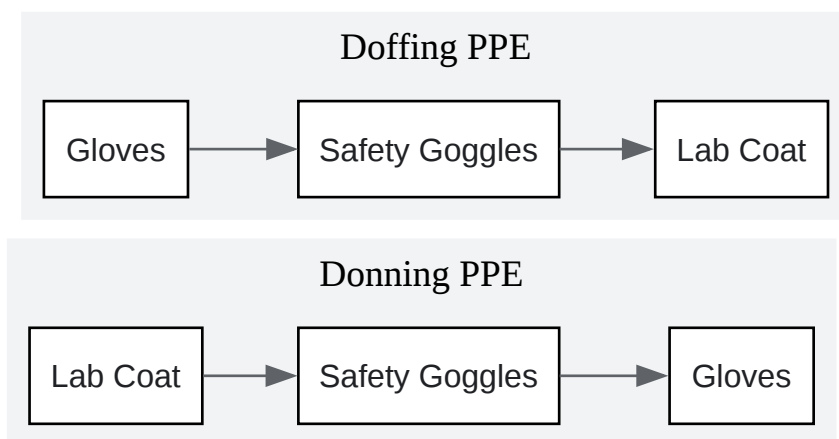 Doffing PPE
Gloves
Safety Goggles
Lab Coat
Donning PPE
Lab Coat
Safety Goggles
Gloves